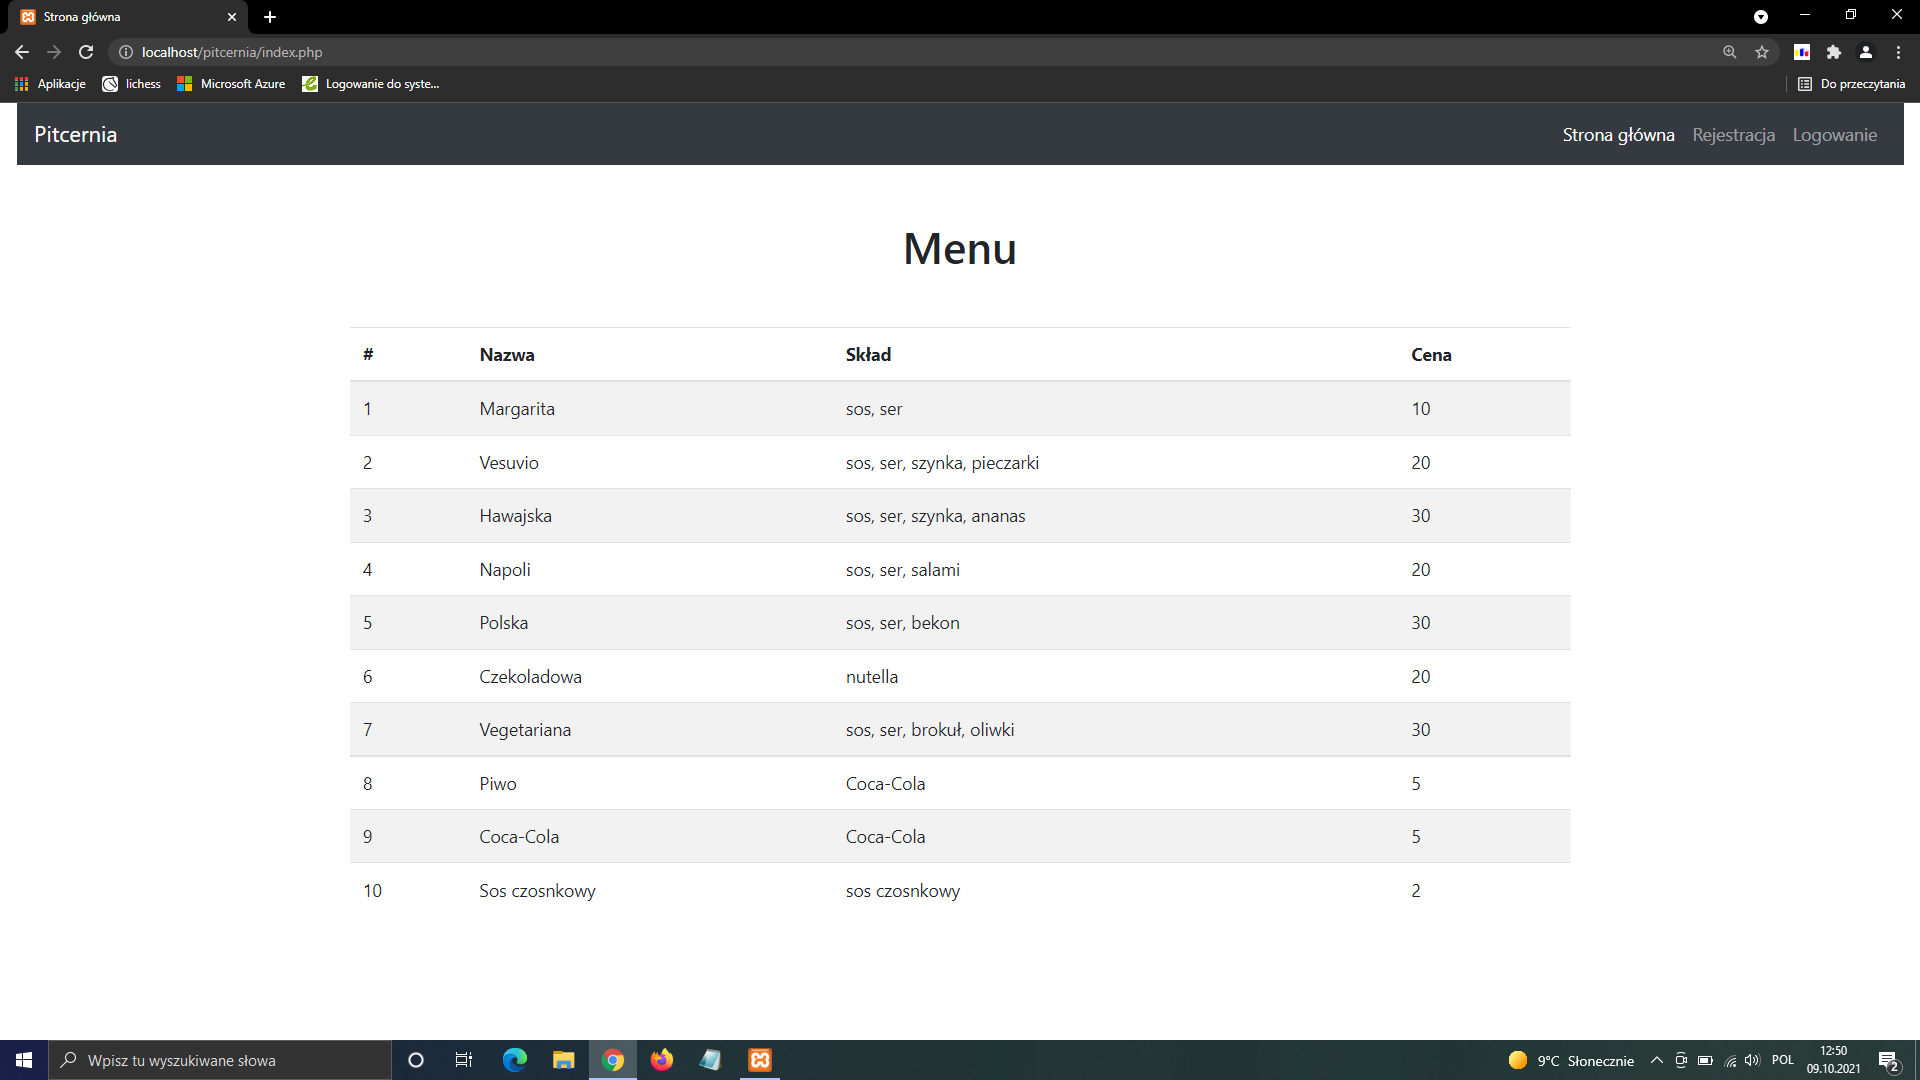 Strona główna
localhost/pitcernia/index.php
Aplikacje lichess Microsoft Azure Logowanie do syste... Do przeczytania
Pitcernia Strona główna Rejestracja Logowanie
Menu
# Nazwa Skład Cena
1 Margarita sos, ser 10
2 Vesuvio sos, ser, szynka, pieczarki 20
3 Hawajska sos, ser, szynka, ananas 30
4 Napoli sos, ser, salami 20
5 Polska sos, ser, bekon 30
6 Czekoladowa nutella 20
7 Vegetariana sos, ser, brokuł, oliwki 30
8 Piwo Coca-Cola 5
9 Coca-Cola Coca-Cola 5
10 Sos czosnkowy sos czosnkowy 2
Wpisz tu wyszukiwane słowa 9°C Słonecznie POL 12:50
09.10.2021 2